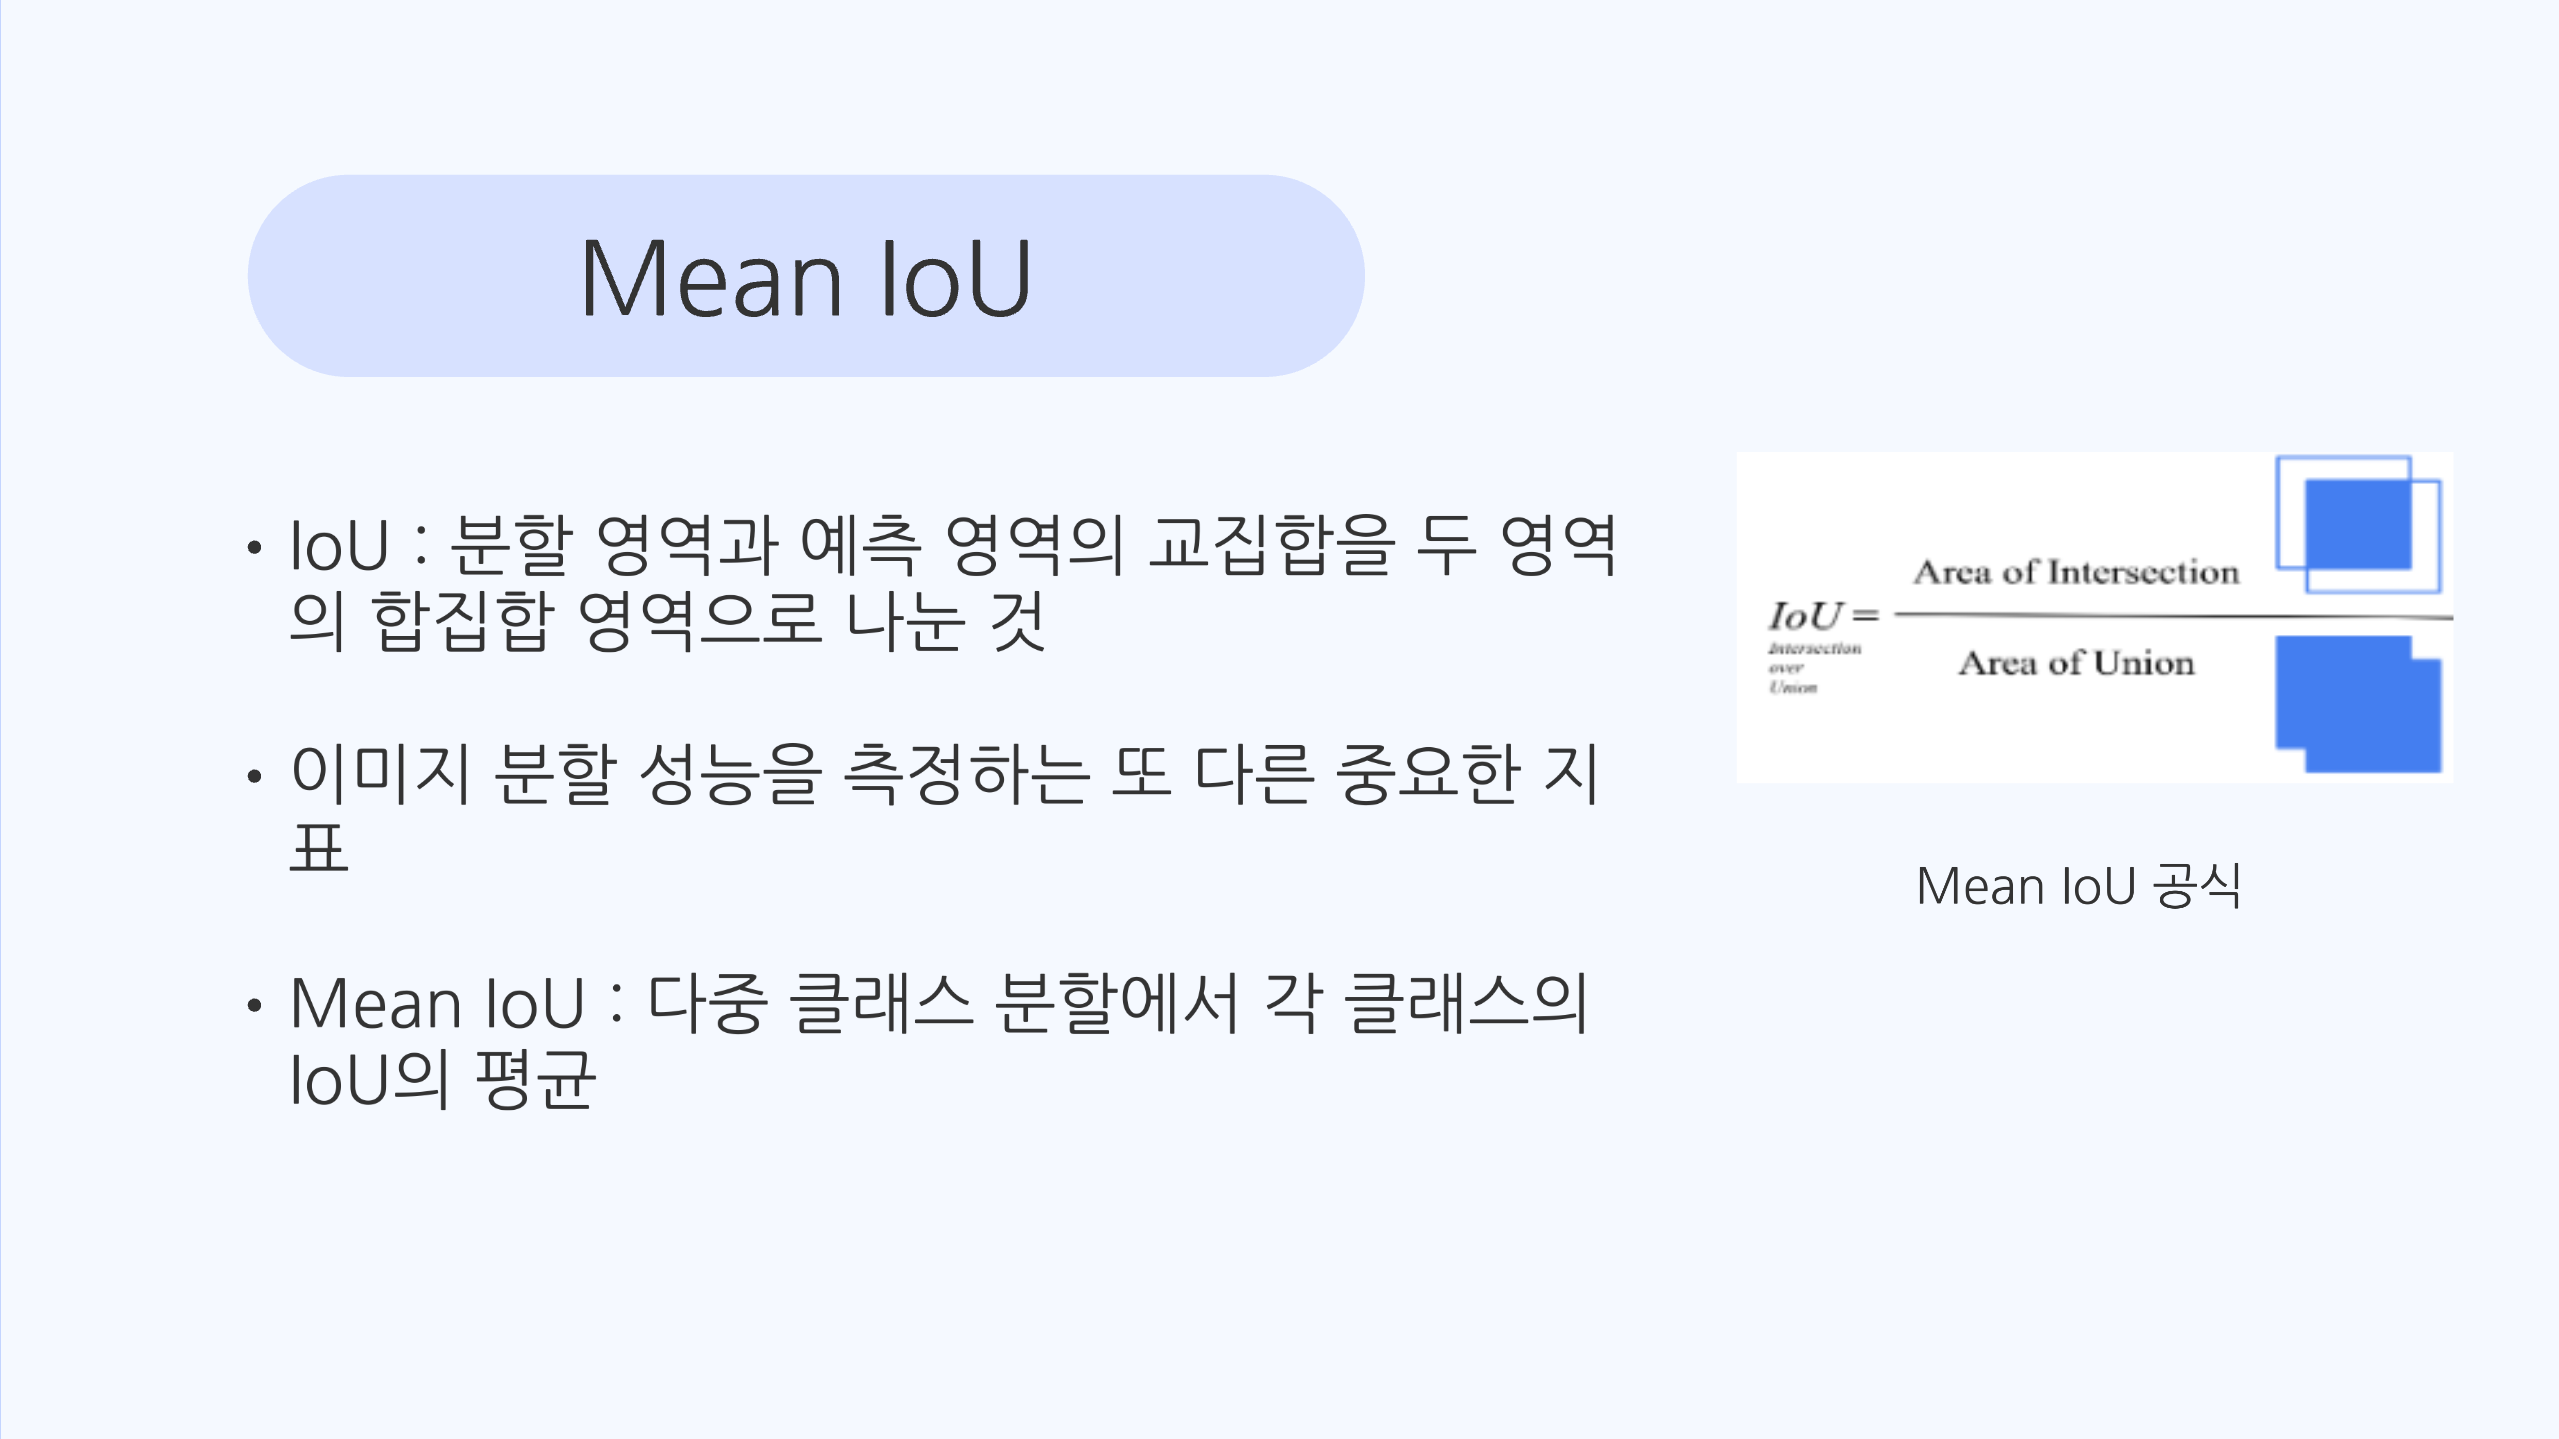 Mean IoU
• IoU : 분할 영역과 예측 영역의 교집합을 두 영역
의 합집합 영역으로 나눈 것
• 이미지 분할 성능을 측정하는 또 다른 중요한 지
표
• Mean IoU : 다중 클래스 분할에서 각 클래스의
IoU의 평균
Area of Intersection
IoU =
Intersection
over
Union
Area of Union
Mean IoU 공식